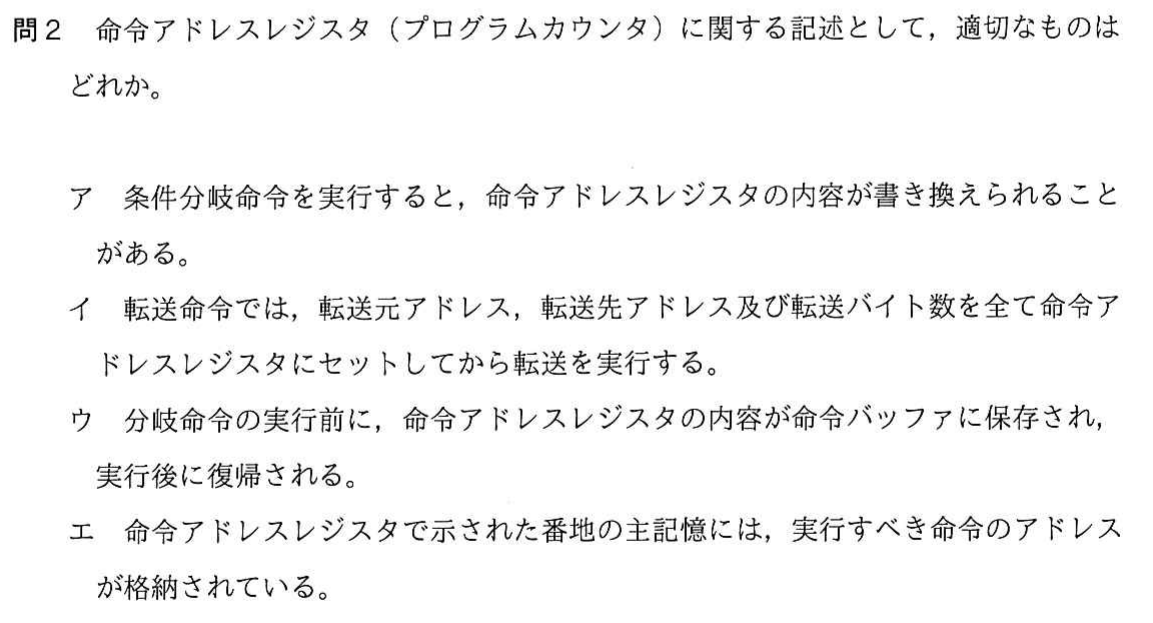 問2 命令アドレスレジスタ(プログラムカウンタ)に関する記述として,適切なものは
どれか。
ア 条件分岐命令を実行すると,命令アドレスレジスタの内容が書き換えられること
がある。
イ 転送命令では,転送元アドレス,転送先アドレス及び転送バイト数を全て命令ア
ドレスレジスタにセットしてから転送を実行する。
ウ 分岐命令の実行前に,命令アドレスレジスタの内容が命令バッファに保存され,
実行後に復帰される。
エ 命令アドレスレジスタで示された番地の主記憶には,実行すべき命令のアドレス
が格納されている。